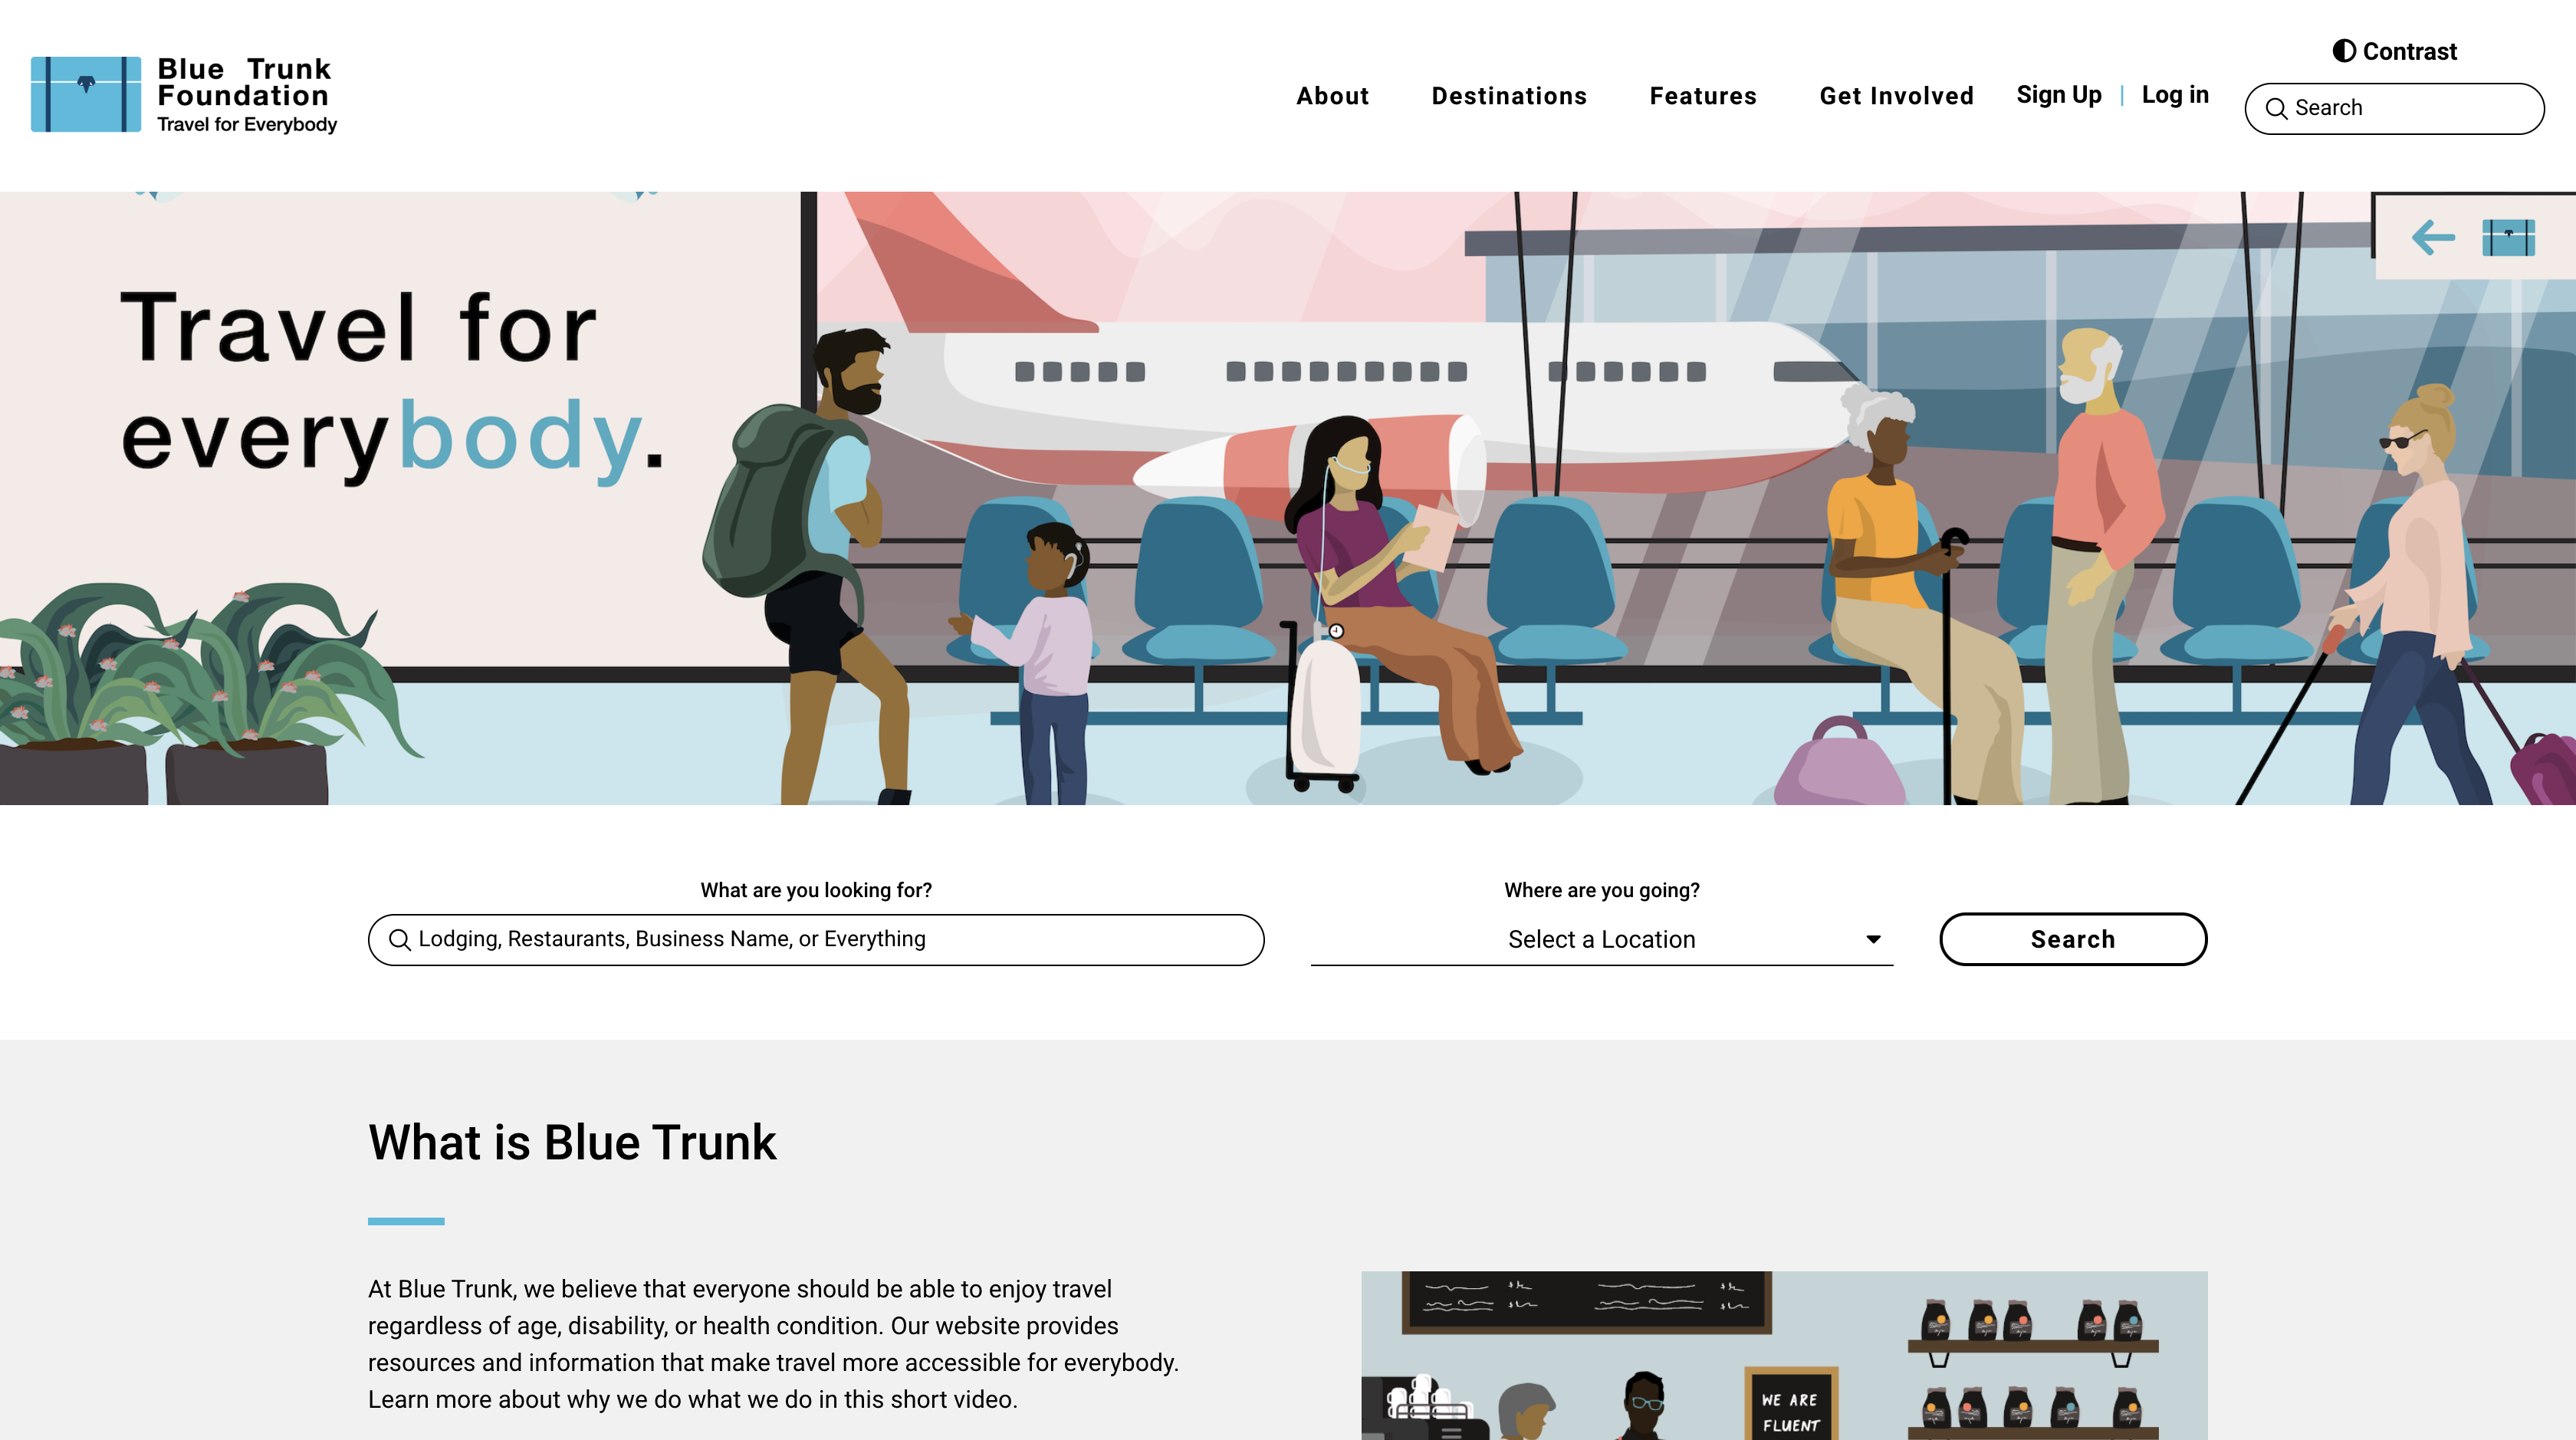 Blue Trunk
Foundation
Travel for Everybody
About
Destinations
Features
Get Involved
Sign Up | Log in
Contrast
Search
Travel for
everybody.
What are you looking for?
Lodging, Restaurants, Business Name, or Everything
Where are you going?
Select a Location
Search
What is Blue Trunk
At Blue Trunk, we believe that everyone should be able to enjoy travel
regardless of age, disability, or health condition. Our website provides
resources and information that make travel more accessible for everybody.
Learn more about why we do what we do in this short video.
WE ARE
FLUENT